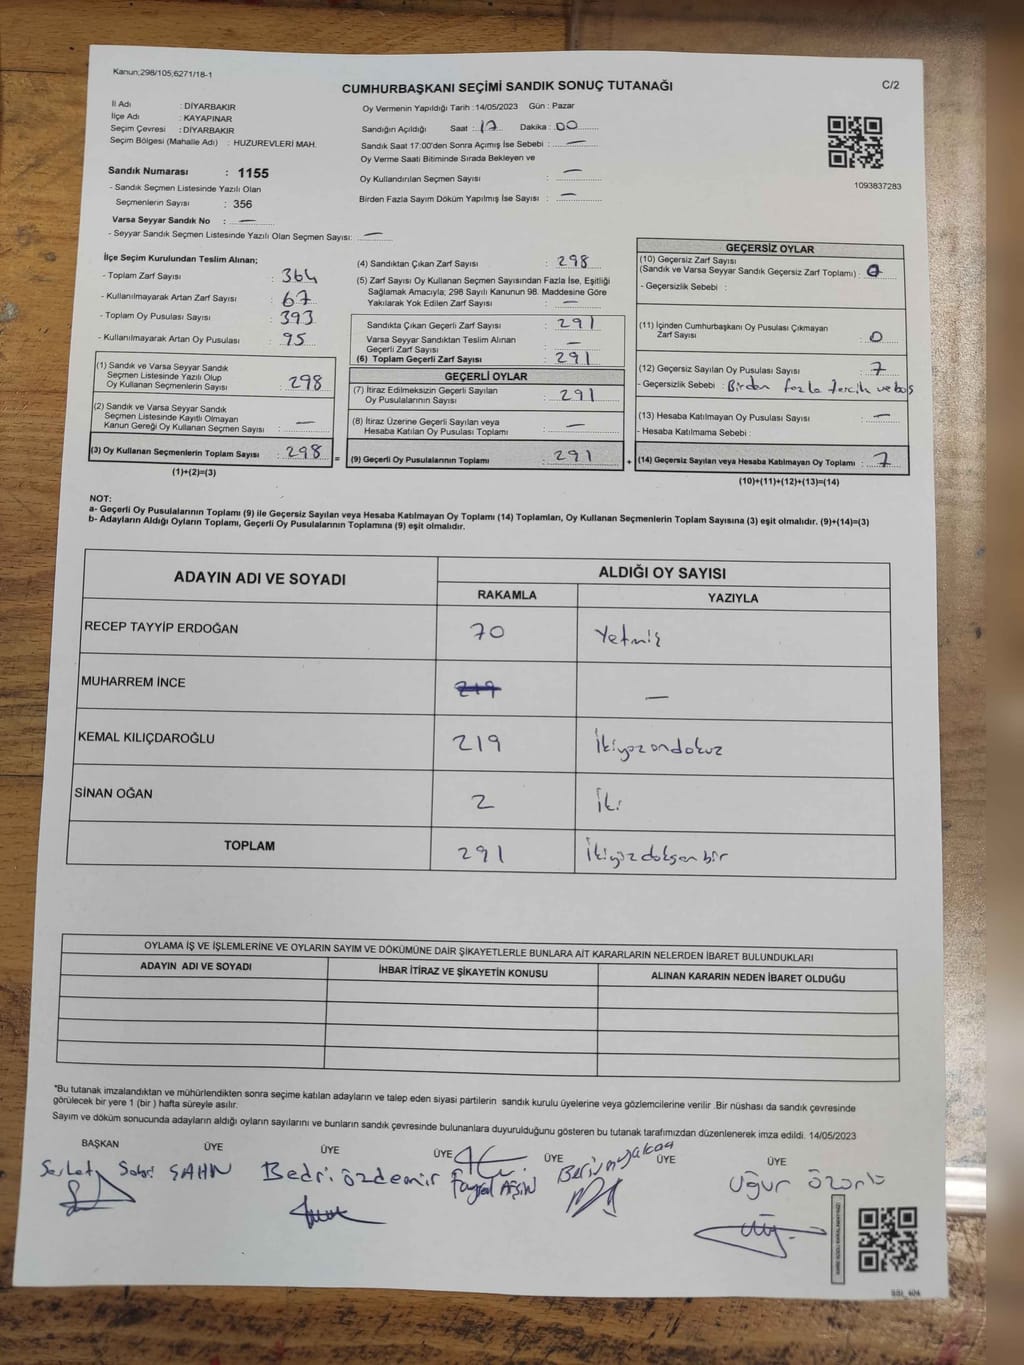 Kanun;298/105;6271/18-1
CUMHURBAŞKANI SEÇİMİ SANDIK SONUÇ TUTANAĞI
C/2
İl Adı : DİYARBAKIR
İlçe Adı : KAYAPINAR
Seçim Çevresi : DİYARBAKIR
Seçim Bölgesi (Mahalle Adı) : HUZUREVLERİ MAH.
Sandık Numarası : 1155
- Sandık Seçmen Listesinde Yazılı Olan
Seçmenlerin Sayısı : 356
Varsa Seyyar Sandık No : —
- Seyyar Sandık Seçmen Listesinde Yazılı Olan Seçmen Sayısı: —
Oy Vermenin Yapıldığı Tarih : 14/05/2023 Gün : Pazar
Sandığın Açıldığı Saat : 17 Dakika : 00
Sandık Saat 17:00'den Sonra Açımış İse Sebebi : —
Oy Verme Saati Bitiminde Sırada Bekleyen ve
Oy Kullandırılan Seçmen Sayısı : —
Birden Fazla Sayım Döküm Yapılmış İse Sayısı : —
1093837283
İlçe Seçim Kurulundan Teslim Alınan;
- Toplam Zarf Sayısı : 364
- Kullanılmayarak Artan Zarf Sayısı : 67
- Toplam Oy Pusulası Sayısı : 393
- Kullanılmayarak Artan Oy Pusulası : 95
(1) Sandık ve Varsa Seyyar Sandık
Seçmen Listesinde Yazılı Olup
Oy Kullanan Seçmenlerin Sayısı : 298
(2) Sandık ve Varsa Seyyar Sandık
Seçmen Listesinde Kayıtlı Olmayan
Kanun Gereği Oy Kullanan Seçmen Sayısı : —
(3) Oy Kullanan Seçmenlerin Toplam Sayısı : 298 =
(1)+(2)=(3)
(4) Sandıktan Çıkan Zarf Sayısı : 298
(5) Zarf Sayısı Oy Kullanan Seçmen Sayısından Fazla İse, Eşitliği
Sağlamak Amacıyla; 298 Sayılı Kanunun 98. Maddesine Göre
Yakılarak Yok Edilen Zarf Sayısı : —
Sandıkta Çıkan Geçerli Zarf Sayısı : 291
Varsa Seyyar Sandıktan Teslim Alınan
Geçerli Zarf Sayısı : —
(6) Toplam Geçerli Zarf Sayısı : 291
GEÇERLİ OYLAR
(7) İtiraz Edilmeksizin Geçerli Sayılan
Oy Pusulalarının Sayısı : 291
(8) İtiraz Üzerine Geçerli Sayılan veya
Hesaba Katılan Oy Pusulası Toplamı : —
(9) Geçerli Oy Pusulalarının Toplamı : 291 +
GEÇERSİZ OYLAR
(10) Geçersiz Zarf Sayısı
(Sandık ve Varsa Seyyar Sandık Geçersiz Zarf Toplamı) : 0
- Geçersizlik Sebebi :
(11) İçinden Cumhurbaşkanı Oy Pusulası Çıkmayan
Zarf Sayısı : 0
(12) Geçersiz Sayılan Oy Pusulası Sayısı : 7
- Geçersizlik Sebebi : Birden fazla tercih ve boş
(13) Hesaba Katılmayan Oy Pusulası Sayısı : —
- Hesaba Katılmama Sebebi :
(14) Geçersiz Sayılan veya Hesaba Katılmayan Oy Toplamı : 7
(10)+(11)+(12)+(13)=(14)
NOT:
a- Geçerli Oy Pusulalarının Toplamı (9) ile Geçersiz Sayılan veya Hesaba Katılmayan Oy Toplamı (14) Toplamları, Oy Kullanan Seçmenlerin Toplam Sayısına (3) eşit olmalıdır. (9)+(14)=(3)
b- Adayların Aldığı Oyların Toplamı, Geçerli Oy Pusulalarının Toplamına (9) eşit olmalıdır.
ADAYIN ADI VE SOYADI
ALDIĞI OY SAYISI
RAKAMLA YAZIYLA
RECEP TAYYİP ERDOĞAN 70 Yetmiş
MUHARREM İNCE 219 —
KEMAL KILIÇDAROĞLU 219 İkiyüzondokuz
SİNAN OĞAN 2 İki
TOPLAM 291 İkiyüzdoksanbir
OYLAMA İŞ VE İŞLEMLERİNE VE OYLARIN SAYIM VE DÖKÜMÜNE DAİR ŞİKAYETLERLE BUNLARA AİT KARARLARIN NELERDEN İBARET BULUNDUKLARI
ADAYIN ADI VE SOYADI İHBAR İTİRAZ VE ŞİKAYETİN KONUSU ALINAN KARARIN NEDEN İBARET OLDUĞU
*Bu tutanak imzalandıktan ve mühürlendikten sonra seçime katılan adayların ve talep eden siyasi partilerin sandık kurulu üyelerine veya gözlemcilerine verilir .Bir nüshası da sandık çevresinde
görülecek bir yere 1 (bir ) hafta süreyle asılır.
Sayım ve döküm sonucunda adayların aldığı oyların sayılarını ve bunların sandık çevresinde bulunanlara duyurulduğunu gösteren bu tutanak tarafımızdan düzenlenerek imza edildi. 14/05/2023
BAŞKAN ÜYE ÜYE ÜYE ÜYE ÜYE ÜYE
Sabri ŞAHİN Bedri özdemir